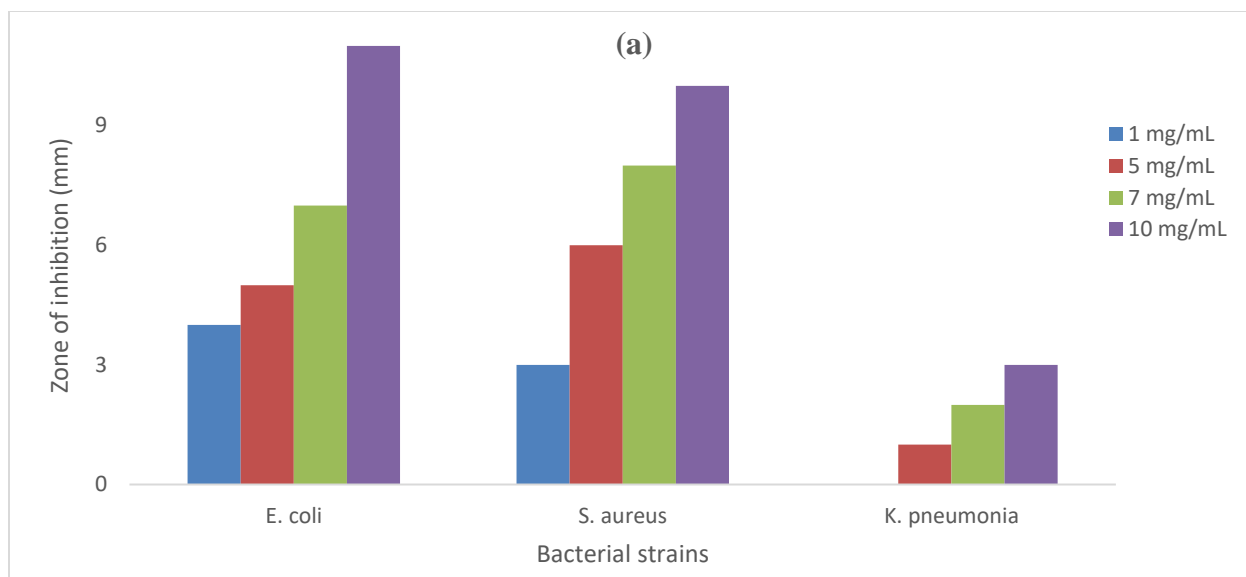 (a)
Zone of inhibition (mm)
9
6
3
0
1 mg/mL
5 mg/mL
7 mg/mL
10 mg/mL
E. coli
S. aureus
K. pneumonia
Bacterial strains